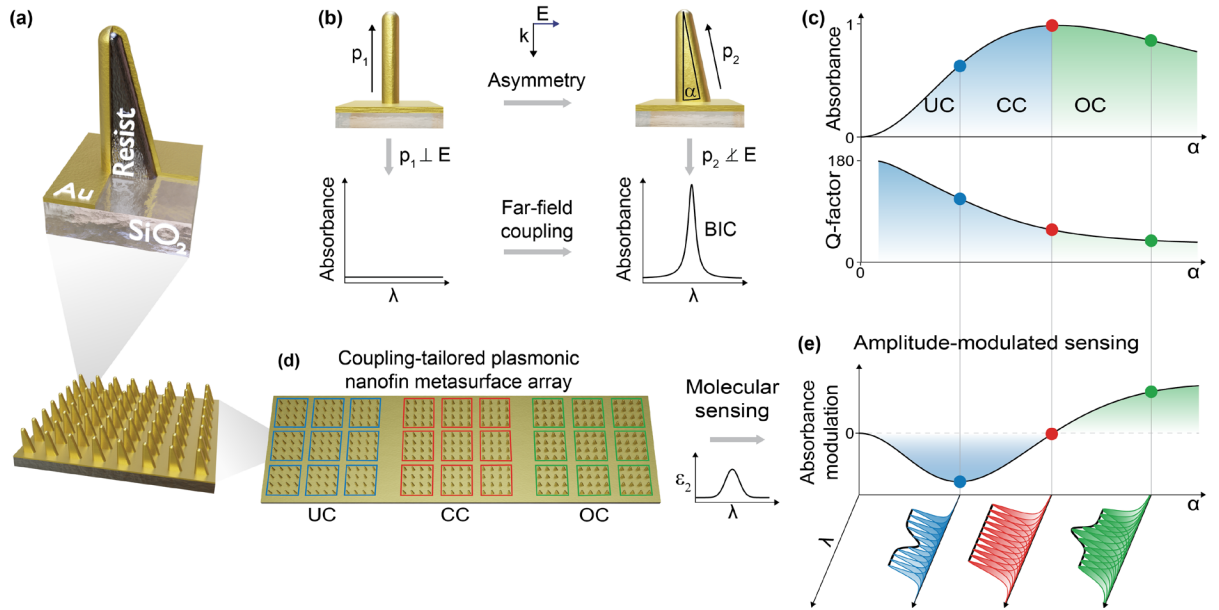 (a)
Resist
Au
SiO₂
(b)
p₁
E
k
Asymmetry
p₂
α
p₁ ⊥ E
p₂ ⊥̸ E
Absorbance
λ
Far-field
coupling
Absorbance
BIC
λ
(c)
Absorbance
1
0
UC
CC
OC
α
Q-factor
180
0
0
α
(d)
Coupling-tailored plasmonic
nanofin metasurface array
UC
CC
OC
Molecular
sensing
ε₂
λ
(e)
Amplitude-modulated sensing
Absorbance
modulation
0
α
λ